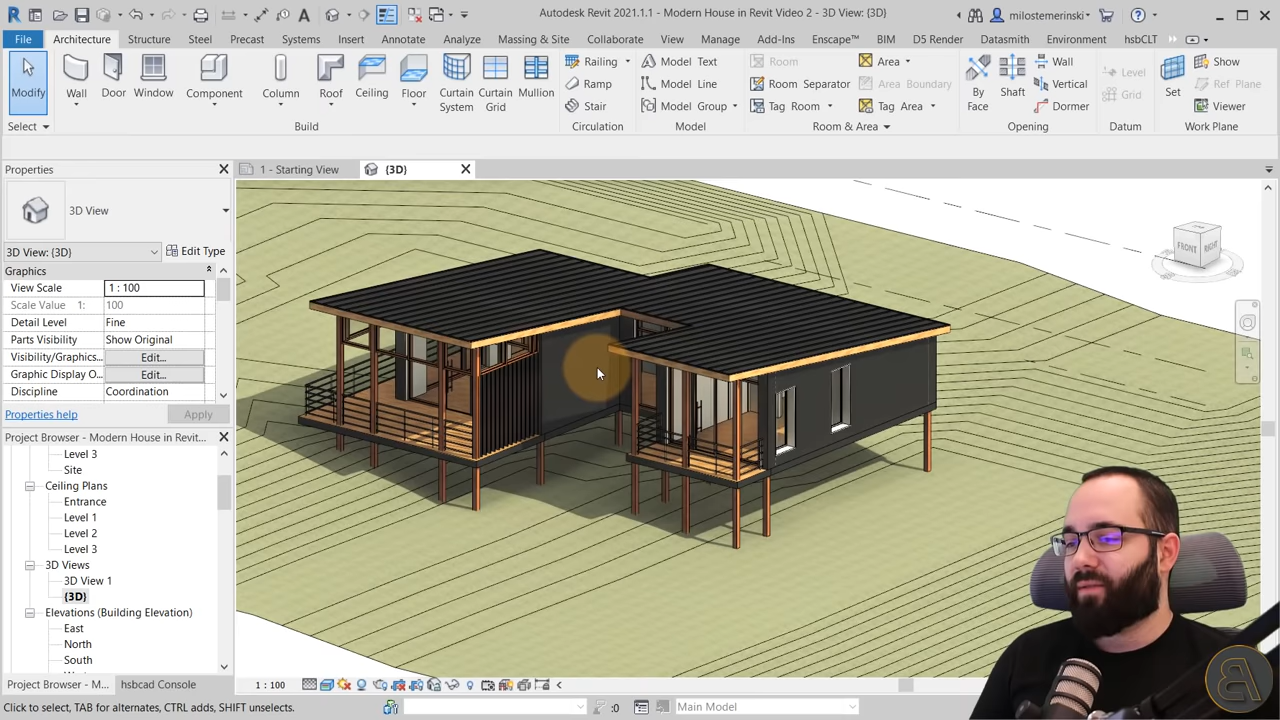 Autodesk Revit 2021.1.1 - Modern House in Revit Video 2 - 3D View: {3D}
milostemerinski
File Architecture Structure Steel Precast Systems Insert Annotate Analyze Massing & Site Collaborate View Manage Add-Ins Enscape™ BIM D5 Render Datasmith Environment hsbCLT
Modify
Wall
Door
Window
Component
Column
Roof
Ceiling
Floor
Curtain System
Curtain Grid
Mullion
Railing
Ramp
Stair
Model Text
Model Line
Model Group
Room
Room Separator
Tag Room
Area
Area Boundary
Tag Area
By Face
Shaft
Wall
Vertical
Dormer
Level
Grid
Set
Show
Ref Plane
Viewer
Select
Build
Circulation
Model
Room & Area
Opening
Datum
Work Plane
Properties
1 - Starting View
{3D}
3D View
3D View: {3D}
Edit Type
Graphics
View Scale 1 : 100
Scale Value 1: 100
Detail Level Fine
Parts Visibility Show Original
Visibility/Graphics... Edit...
Graphic Display O... Edit...
Discipline Coordination
Properties help
Apply
Project Browser - Modern House in Revit...
Level 3
Site
Ceiling Plans
Entrance
Level 1
Level 2
Level 3
3D Views
3D View 1
{3D}
Elevations (Building Elevation)
East
North
South
Project Browser - M...
hsbcad Console
FRONT
RIGHT
1 : 100
Click to select, TAB for alternates, CTRL adds, SHIFT unselects.
:0
Main Model